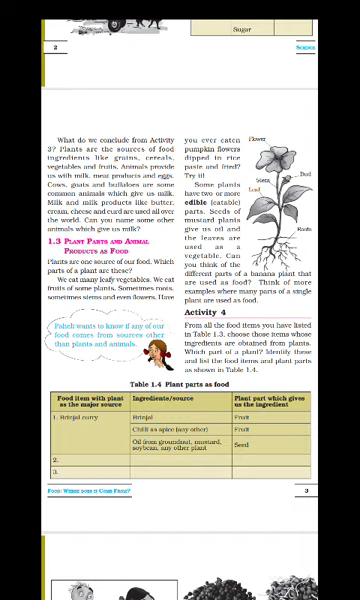 Sugar
2
SCIENCE
What do we conclude from Activity
3? Plants are the sources of food
ingredients like grains, cereals,
vegetables and fruits. Animals provide
us with milk, meat products and eggs.
Cows, goats and buffaloes are some
common animals which give us milk.
Milk and milk products like butter,
cream, cheese and curd are used all over
the world. Can you name some other
animals which give us milk?
1.3 PLANT PARTS AND ANIMAL
PRODUCTS AS FOOD
Plants are one source of our food. Which
parts of a plant are these?
We eat many leafy vegetables. We eat
fruits of some plants. Sometimes roots,
sometimes stems and even flowers. Have
Paheli wants to know if any of our
food comes from sources other
than plants and animals.
you ever eaten
pumpkin flowers
dipped in rice
paste and fried?
Try it!
Some plants
have two or more
edible (eatable)
parts. Seeds of
mustard plants
give us oil and
the leaves are
used as a
vegetable. Can
you think of the
different parts of a banana plant that
are used as food? Think of more
examples where many parts of a single
plant are used as food.
Flower
Bud
Stem
Leaf
Roots
Activity 4
From all the food items you have listed
in Table 1.3, choose those items whose
ingredients are obtained from plants.
Which part of a plant? Identify these
and list the food items and plant parts
as shown in Table 1.4.
Table 1.4 Plant parts as food
Food item with plant
as the major source
Ingredients/source
Plant part which gives
us the ingredient
1. Brinjal curry
Brinjal
Fruit
Chilli as spice (any other)
Fruit
Oil from groundnut, mustard,
soybean, any other plant
Seed
2.
3.
FOOD: WHERE DOES IT COME FROM?
3